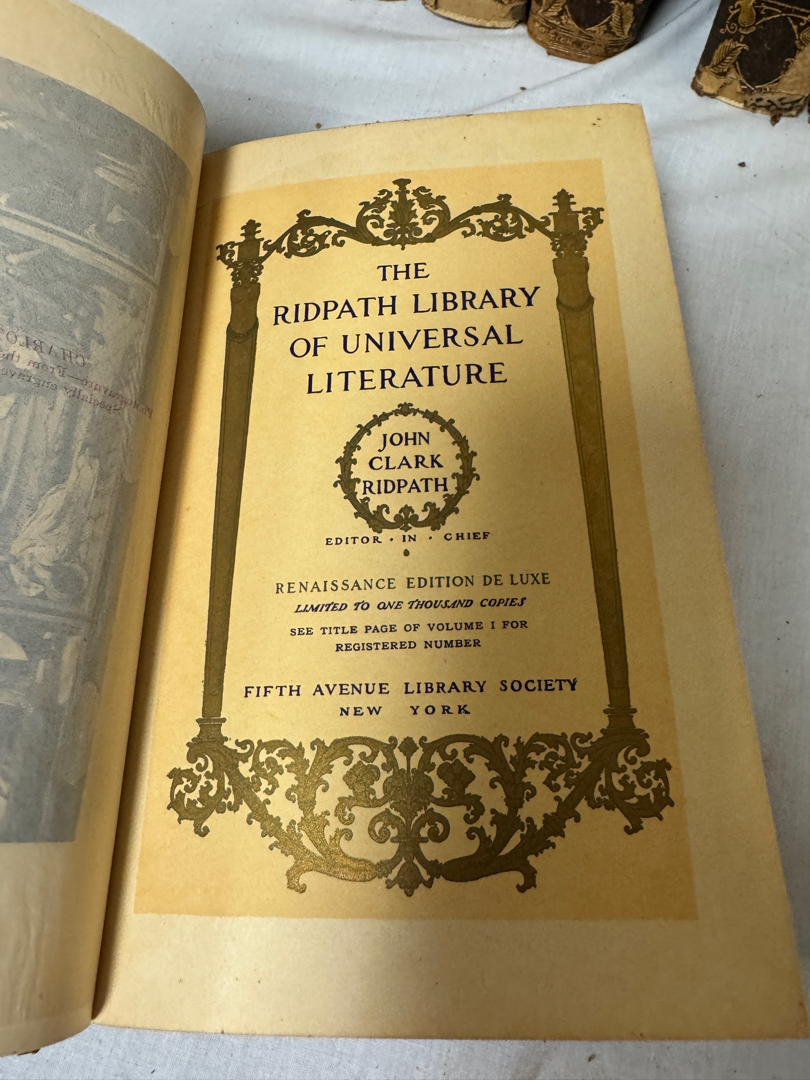 THE
RIDPATH LIBRARY
OF UNIVERSAL
LITERATURE
JOHN
CLARK
RIDPATH
EDITOR · IN · CHIEF
RENAISSANCE EDITION DE LUXE
LIMITED TO ONE THOUSAND COPIES
SEE TITLE PAGE OF VOLUME I FOR
REGISTERED NUMBER
FIFTH AVENUE LIBRARY SOCIETY
NEW YORK